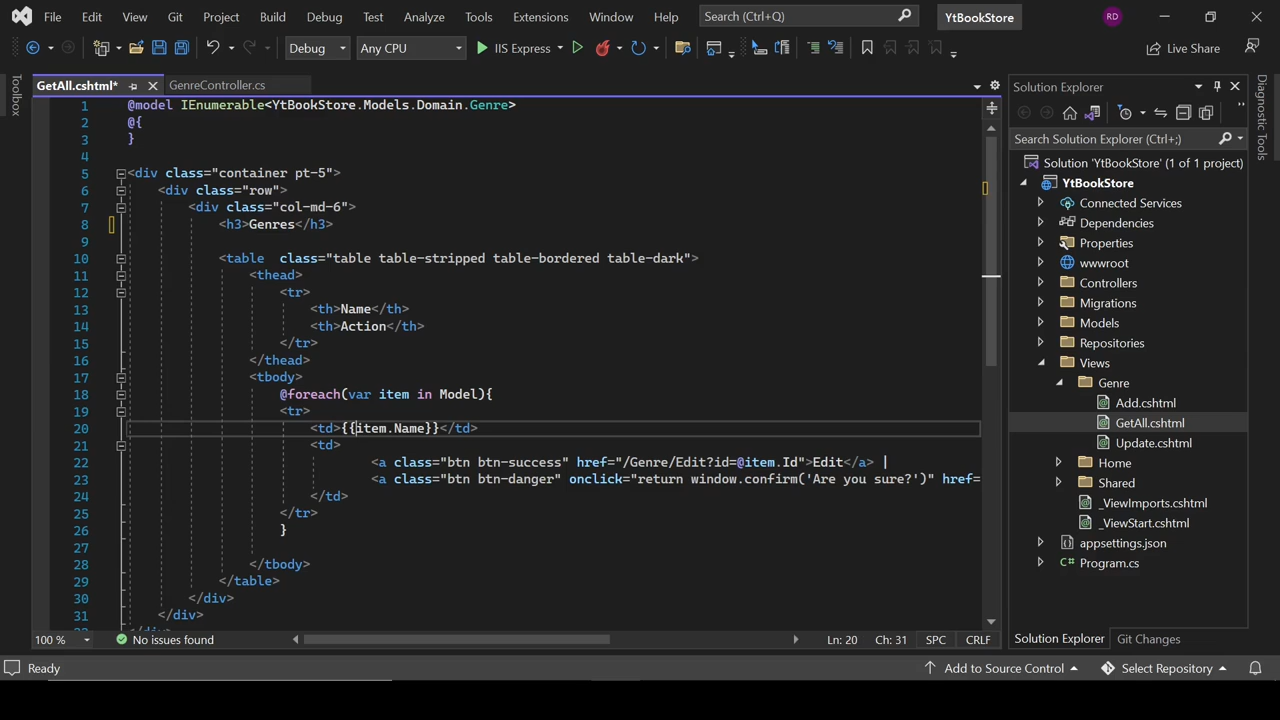 File Edit View Git Project Build Debug Test Analyze Tools Extensions Window Help Search (Ctrl+Q) YtBookStore RD
Debug Any CPU IIS Express Live Share
Toolbox
GetAll.cshtml* GenreController.cs
1 @model IEnumerable<YtBookStore.Models.Domain.Genre>
2 @{
3 }
4
5 <div class="container pt-5">
6 <div class="row">
7 <div class="col-md-6">
8 <h3>Genres</h3>
9
10 <table  class="table table-stripped table-bordered table-dark">
11 <thead>
12 <tr>
13 <th>Name</th>
14 <th>Action</th>
15 </tr>
16 </thead>
17 <tbody>
18 @foreach(var item in Model){
19 <tr>
20 <td>{{item.Name}}</td>
21 <td>
22 <a class="btn btn-success" href="/Genre/Edit?id=@item.Id">Edit</a> |
23 <a class="btn btn-danger" onclick="return window.confirm('Are you sure?')" href=
24 </td>
25 </tr>
26 }
27
28 </tbody>
29 </table>
30 </div>
31 </div>
100 % No issues found Ln: 20 Ch: 31 SPC CRLF
Solution Explorer
Search Solution Explorer (Ctrl+;)
Solution 'YtBookStore' (1 of 1 project)
YtBookStore
Connected Services
Dependencies
Properties
wwwroot
Controllers
Migrations
Models
Repositories
Views
Genre
Add.cshtml
GetAll.cshtml
Update.cshtml
Home
Shared
_ViewImports.cshtml
_ViewStart.cshtml
appsettings.json
Program.cs
Solution Explorer Git Changes
Diagnostic Tools
Ready Add to Source Control Select Repository